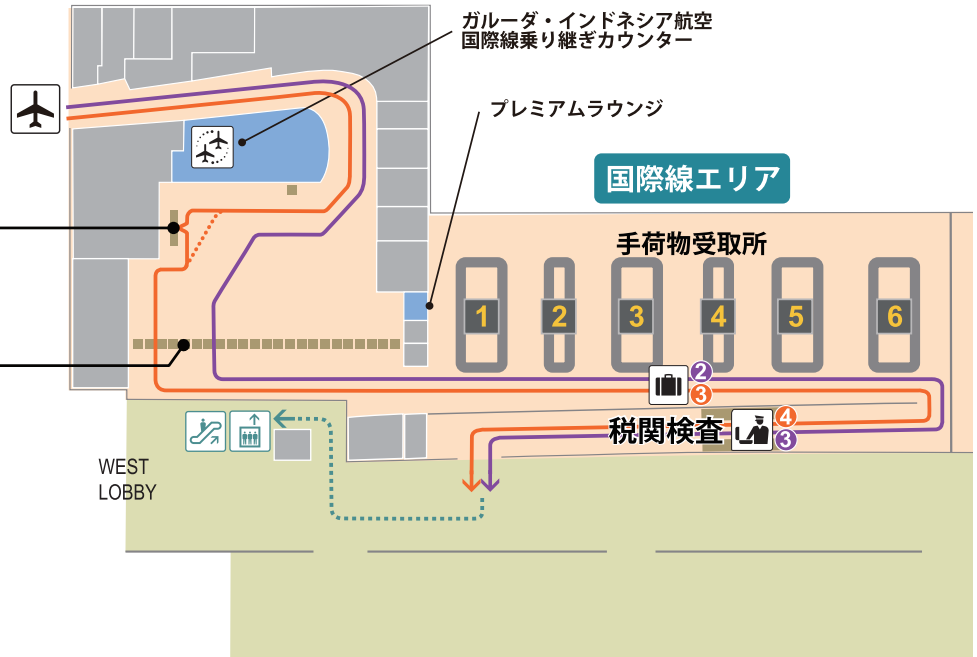 ガルーダ・インドネシア航空
国際線乗り継ぎカウンター
プレミアムラウンジ
国際線エリア
手荷物受取所
1 2 3 4 5 6
2
3
税関検査
4
3
WEST
LOBBY